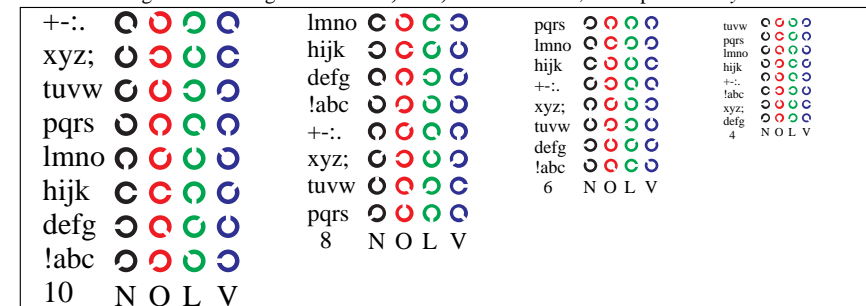 +-:.
xyz;
tuvw
pqrs
lmno
hijk
defg
!abc
10 N O L V
lmno
hijk
defg
!abc
+-:.
xyz;
tuvw
pqrs
8 N O L V
pqrs
lmno
hijk
+-:.
xyz;
tuvw
defg
!abc
6 N O L V
tuvw
pqrs
lmno
hijk
+-:.
!abc
xyz;
defg
4 N O L V